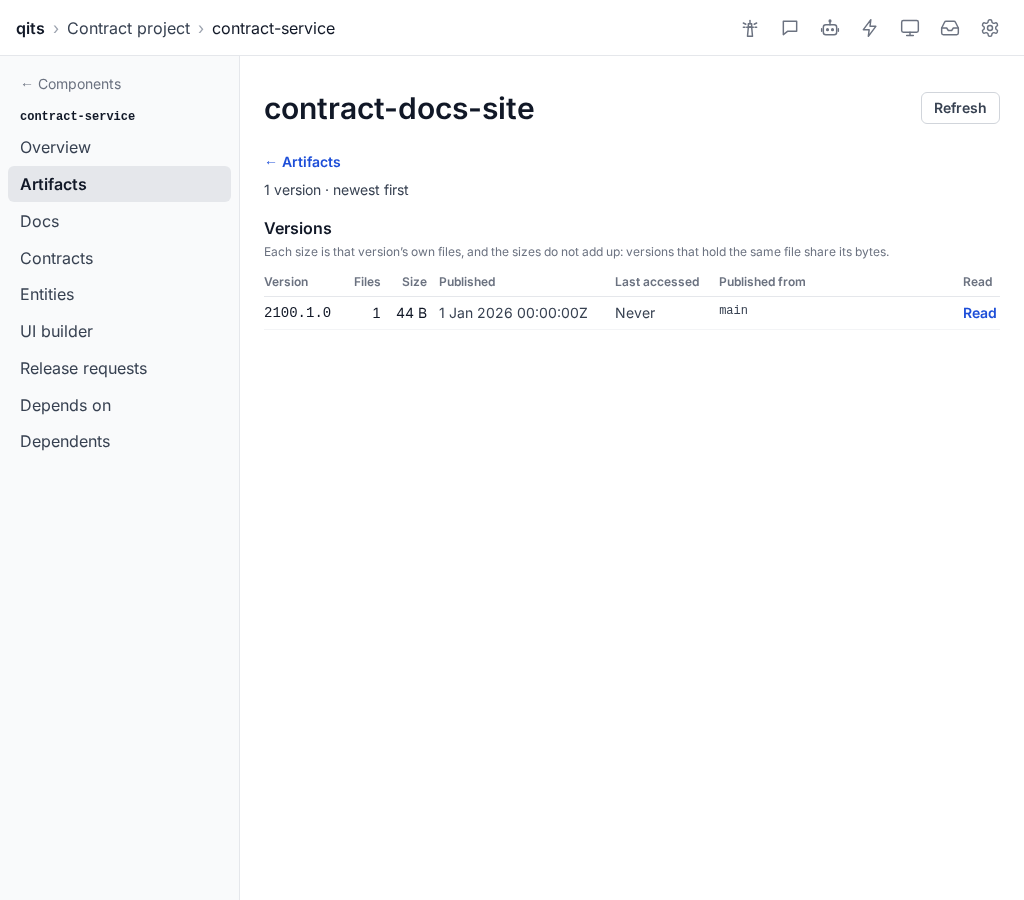 qits › Contract project › contract-service
← Components
contract-service
Overview
Artifacts
Docs
Contracts
Entities
UI builder
Release requests
Depends on
Dependents
contract-docs-site
Refresh
← Artifacts
1 version · newest first
Versions
Each size is that version’s own files, and the sizes do not add up: versions that hold the same file share its bytes.
Version Files Size Published Last accessed Published from Read
2100.1.0 1 44 B 1 Jan 2026 00:00:00Z Never main Read